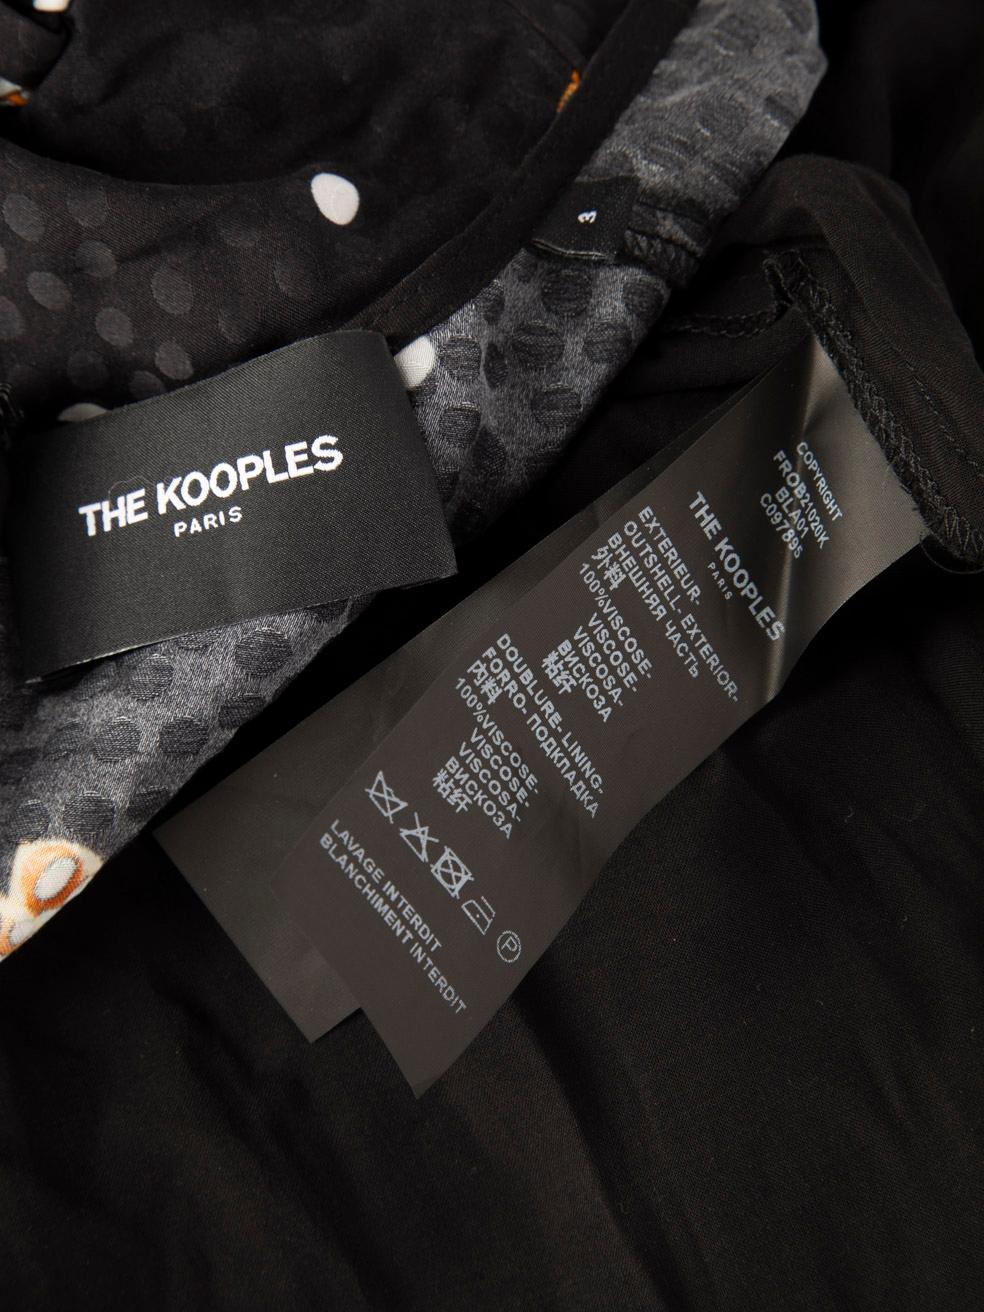 3
THE KOOPLES
PARIS
COPYRIGHT
FROB21020K
BLA01
C097895
THE KOOPLES
PARIS
EXTERIEUR-
OUTSHELL- EXTERIOR-
ВНЕШНЯЯ ЧАСТЬ
外料
100%VISCOSE-
VISCOSE-
VISCOSA-
ВИСКОЗА
粘纤
DOUBLURE- LINING-
FORRO- ПОДКЛАДКА
内料
100%VISCOSE-
VISCOSE-
VISCOSA-
ВИСКОЗА
粘纤
P
LAVAGE INTERDIT
BLANCHIMENT INTERDIT